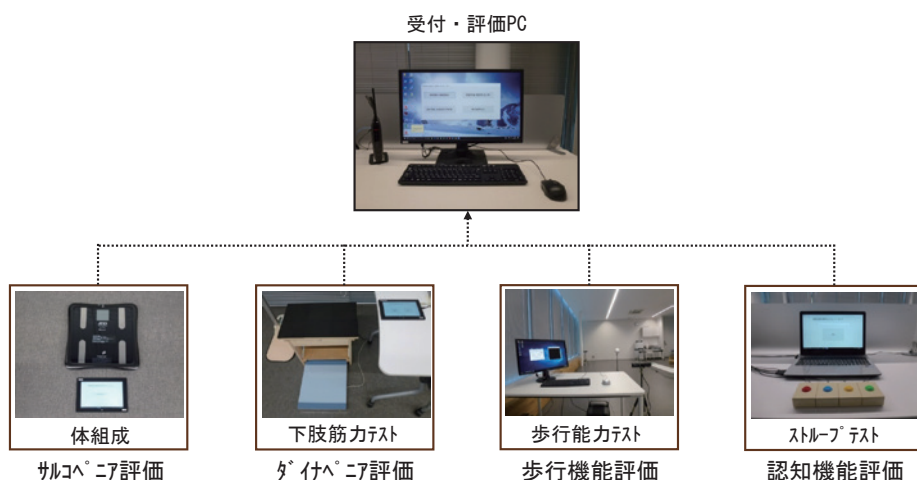 受付・評価PC
体組成
下肢筋力テスト
歩行能力テスト
ストループテスト
サルコペニア評価
ダイナペニア評価
歩行機能評価
認知機能評価